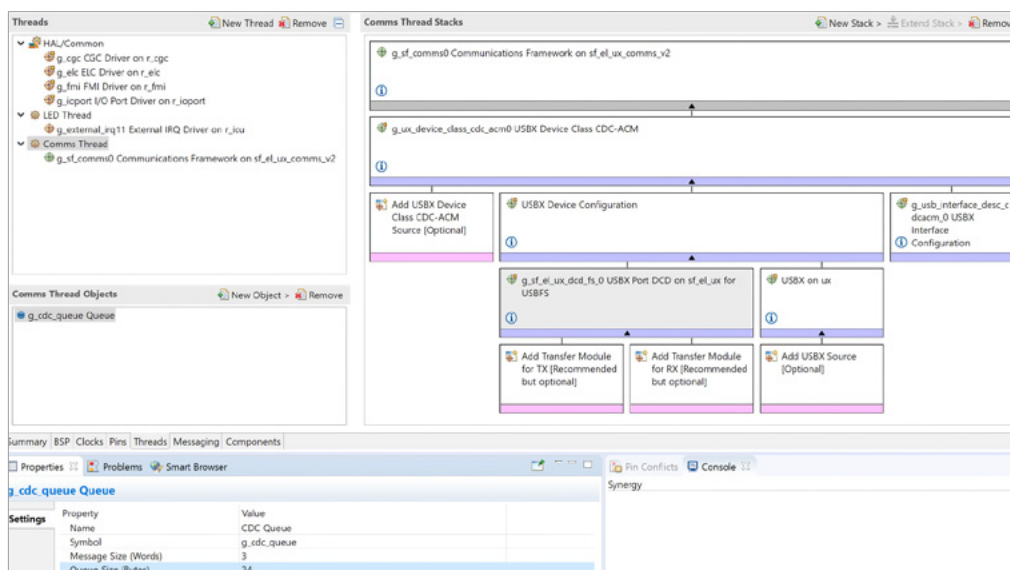 Threads
New Thread Remove
HAL/Common
g_cgc CGC Driver on r_cgc
g_elc ELC Driver on r_elc
g_fmi FMI Driver on r_fmi
g_ioport I/O Port Driver on r_ioport
LED Thread
g_external_irq11 External IRQ Driver on r_icu
Comms Thread
g_sf_comms0 Communications Framework on sf_el_ux_comms_v2
Comms Thread Objects
New Object > Remove
g_cdc_queue Queue
Comms Thread Stacks
New Stack > Extend Stack > Remov
g_sf_comms0 Communications Framework on sf_el_ux_comms_v2
g_ux_device_class_cdc_acm0 USBX Device Class CDC-ACM
Add USBX Device
Class CDC-ACM
Source [Optional]
USBX Device Configuration
g_usb_interface_desc_c
dcacm_0 USBX
Interface
Configuration
g_sf_el_ux_dcd_fs_0 USBX Port DCD on sf_el_ux for
USBFS
USBX on ux
Add Transfer Module
for TX [Recommended
but optional]
Add Transfer Module
for RX [Recommended
but optional]
Add USBX Source
[Optional]
Summary BSP Clocks Pins Threads Messaging Components
Properties Problems Smart Browser
g_cdc_queue Queue
Settings
Property Value
Name CDC Queue
Symbol g_cdc_queue
Message Size (Words) 3
Queue Size (Bytes) 24
Pin Conflicts Console
Synergy